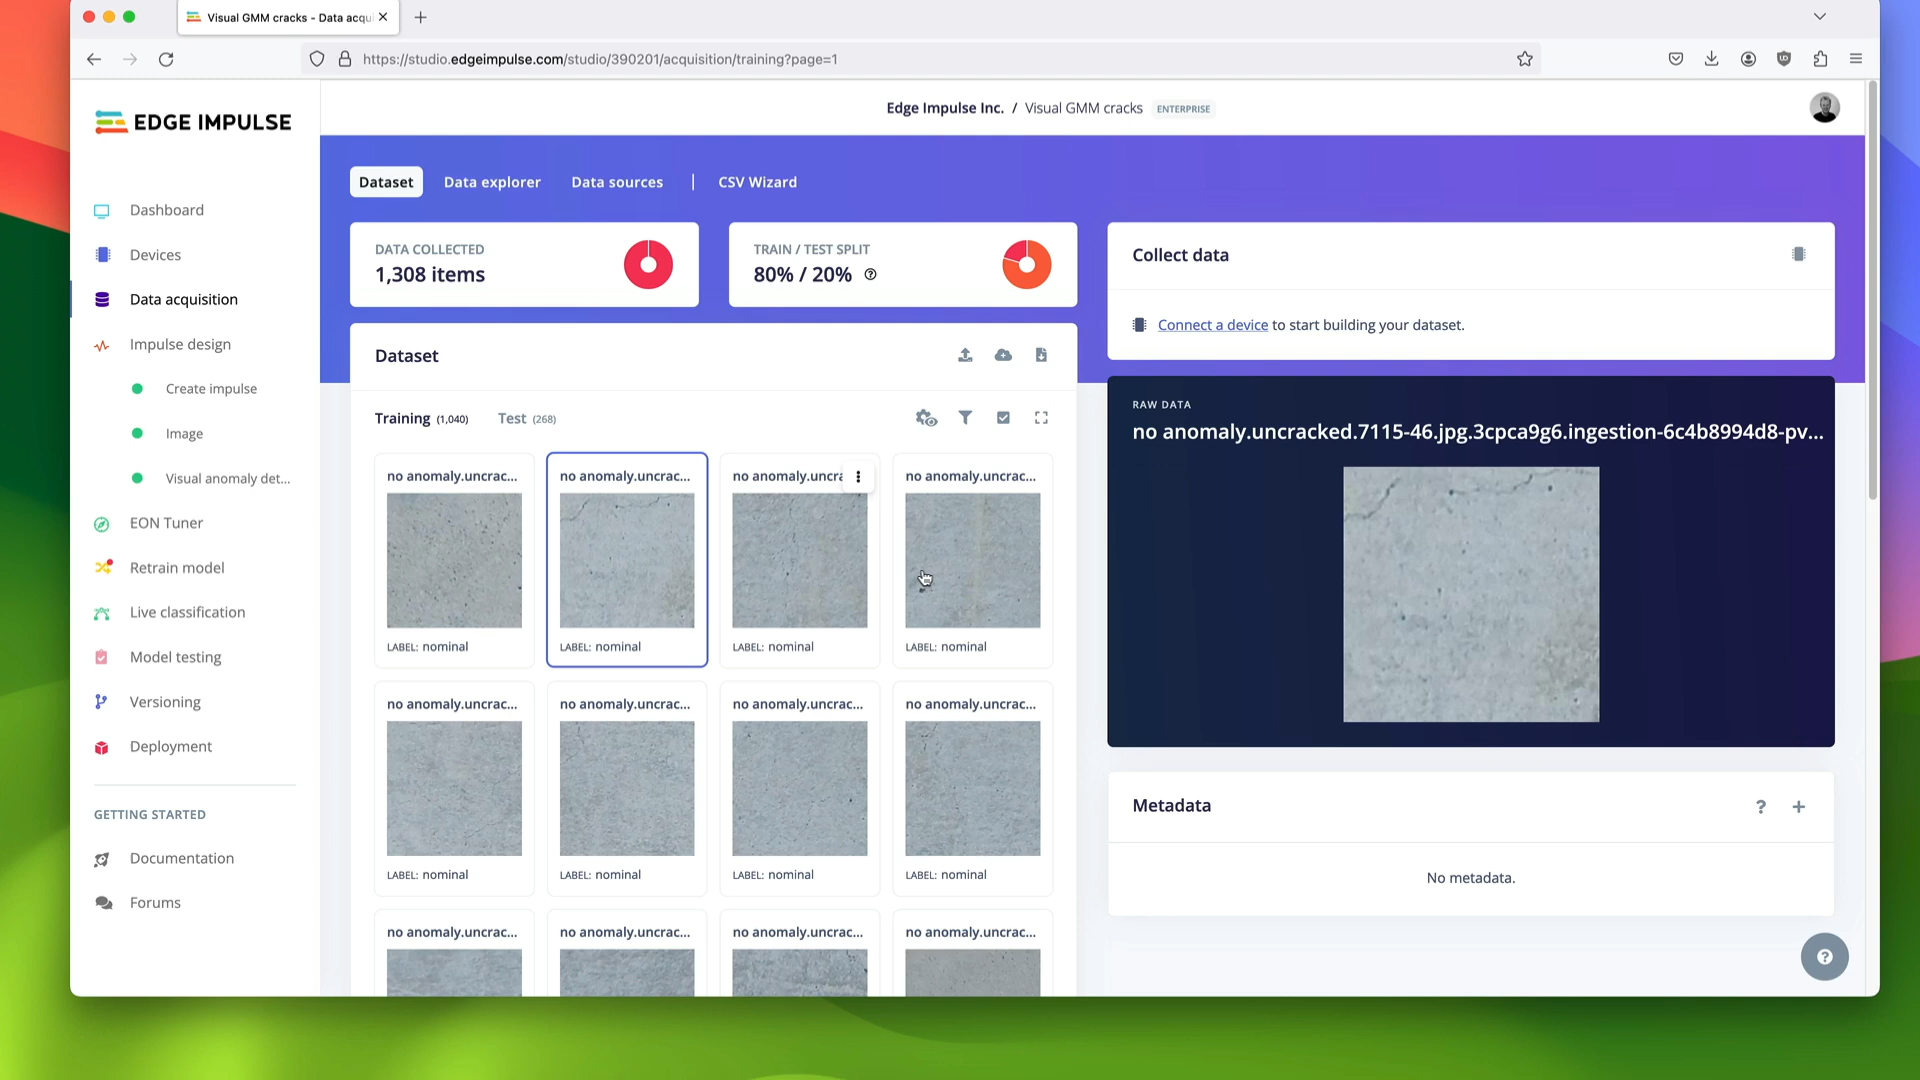 Visual GMM cracks - Data acqu
https://studio.edgeimpulse.com/studio/390201/acquisition/training?page=1
EDGE IMPULSE
Edge Impulse Inc. / Visual GMM cracks ENTERPRISE
Dashboard
Devices
Data acquisition
Impulse design
Create impulse
Image
Visual anomaly det...
EON Tuner
Retrain model
Live classification
Model testing
Versioning
Deployment
GETTING STARTED
Documentation
Forums
Dataset Data explorer Data sources | CSV Wizard
DATA COLLECTED
1,308 items
TRAIN / TEST SPLIT
80% / 20%
Dataset
Training (1,040) Test (268)
no anomaly.uncrac... no anomaly.uncrac... no anomaly.uncrac no anomaly.uncrac...
LABEL: nominal LABEL: nominal LABEL: nominal LABEL: nominal
no anomaly.uncrac... no anomaly.uncrac... no anomaly.uncrac... no anomaly.uncrac...
LABEL: nominal LABEL: nominal LABEL: nominal LABEL: nominal
no anomaly.uncrac... no anomaly.uncrac... no anomaly.uncrac... no anomaly.uncrac...
Collect data
Connect a device to start building your dataset.
RAW DATA
no anomaly.uncracked.7115-46.jpg.3cpca9g6.ingestion-6c4b8994d8-pv...
Metadata
No metadata.